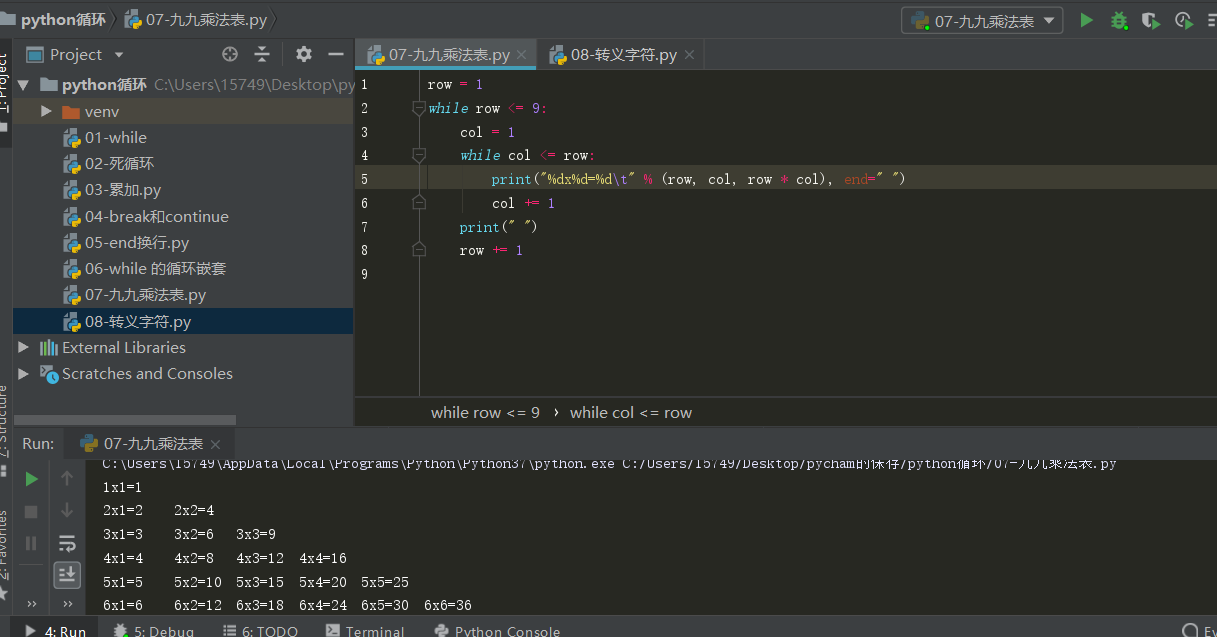 python循环 07-九九乘法表.py 07-九九乘法表
1: Project
Project
07-九九乘法表.py 08-转义字符.py
python循环 C:\Users\15749\Desktop\py
venv
01-while
02-死循环
03-累加.py
04-break和continue
05-end换行.py
06-while 的循环嵌套
07-九九乘法表.py
08-转义字符.py
External Libraries
Scratches and Consoles
1 row = 1
2 while row <= 9:
3 col = 1
4 while col <= row:
5 print("%dx%d=%d\t" % (row, col, row * col), end=" ")
6 col += 1
7 print(" ")
8 row += 1
9
while row <= 9 › while col <= row
7: Structure
2: Favorites
Run: 07-九九乘法表
C:\Users\15749\AppData\Local\Programs\Python\Python37\python.exe C:/Users/15749/Desktop/pycham的保存/python循环/07-九九乘法表.py
1x1=1
2x1=2 2x2=4
3x1=3 3x2=6 3x3=9
4x1=4 4x2=8 4x3=12 4x4=16
5x1=5 5x2=10 5x3=15 5x4=20 5x5=25
6x1=6 6x2=12 6x3=18 6x4=24 6x5=30 6x6=36
4: Run 5: Debug 6: TODO Terminal Python Console Ev